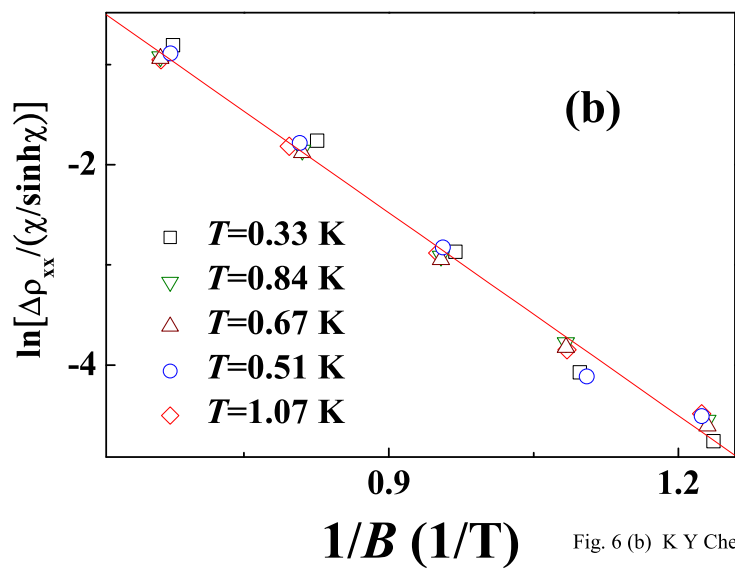 (b)
ln[Δρxx/(χ/sinhχ)]
-2
-4
T=0.33 K
T=0.84 K
T=0.67 K
T=0.51 K
T=1.07 K
0.9
1.2
1/B (1/T)
Fig. 6 (b) K Y Che